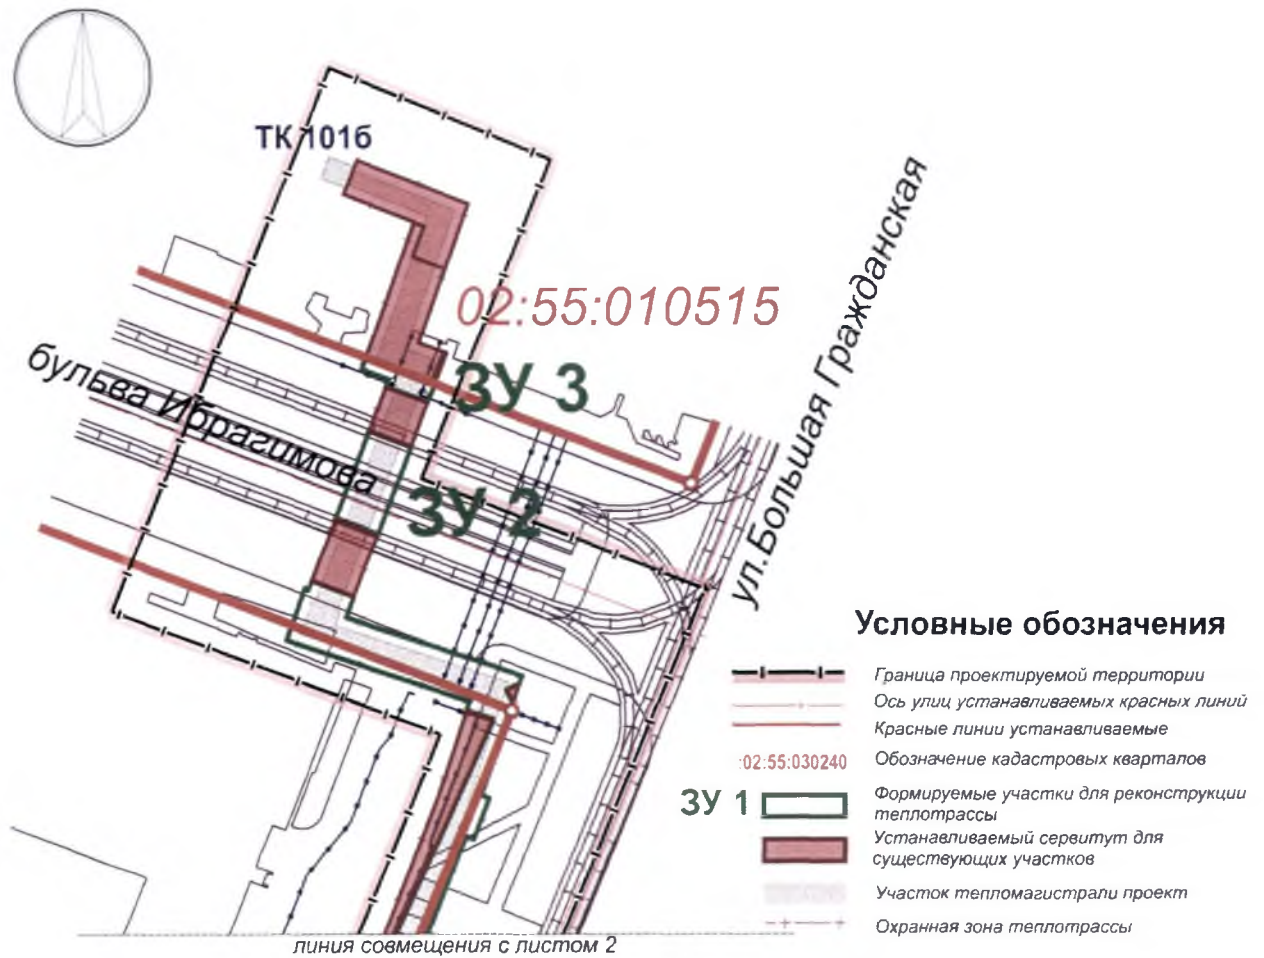 ТК 101б
02:55:010515
ул.Большая Гражданская
бульва Ибрагимова
ЗУ 3
ЗУ 2
Условные обозначения
Граница проектируемой территории
Ось улиц устанавливаемых красных линий
Красные линии устанавливаемые
:02:55:030240 Обозначение кадастровых кварталов
ЗУ 1 Формируемые участки для реконструкции
теплотрассы
Устанавливаемый сервитут для
существующих участков
Участок тепломагистрали проект
Охранная зона теплотрассы
линия совмещения с листом 2